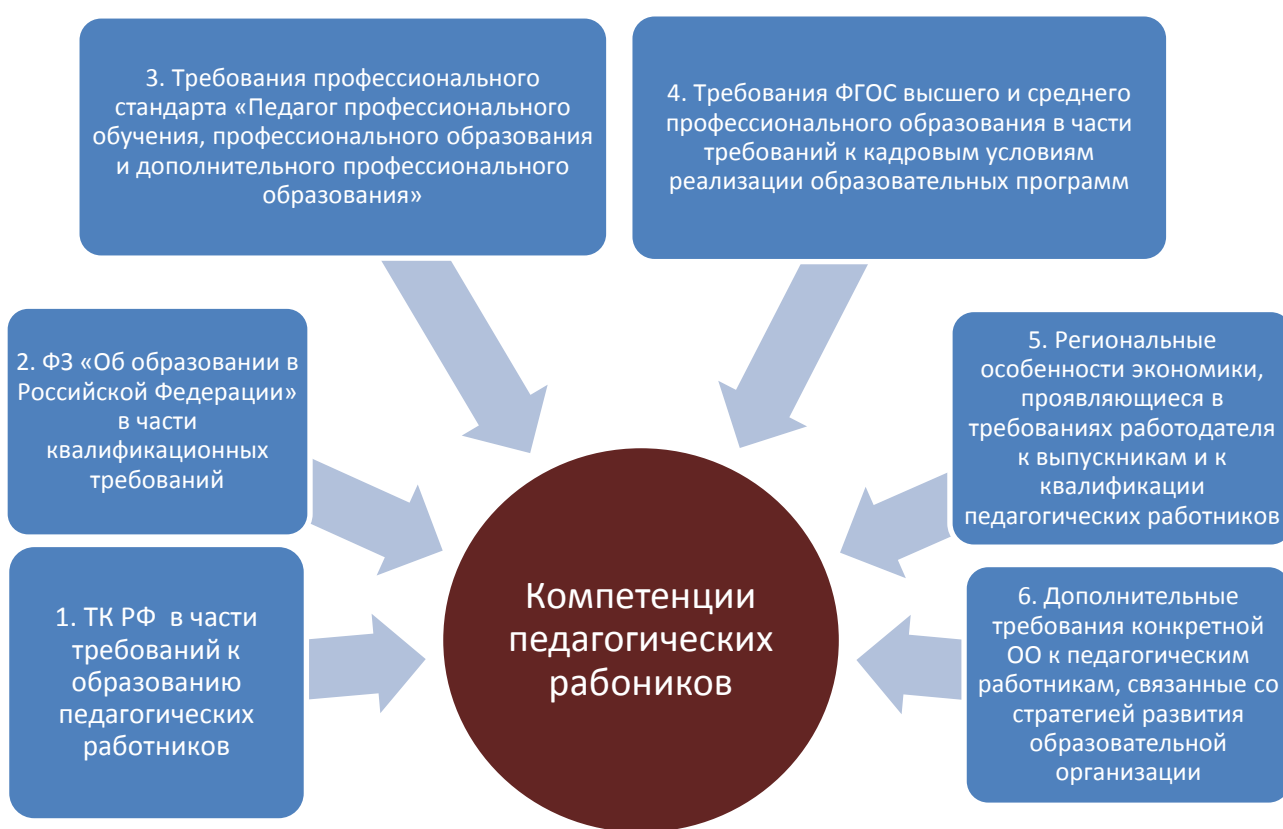 3. Требования профессионального
стандарта «Педагог профессионального
обучения, профессионального образования
и дополнительного профессионального
образования»
4. Требования ФГОС высшего и среднего
профессионального образования в части
требований к кадровым условиям
реализации образовательных программ
2. ФЗ «Об образовании в
Российской Федерации»
в части
квалификационных
требований
5. Региональные
особенности экономики,
проявляющиеся в
требованиях работодателя
к выпускникам и к
квалификации
педагогических работников
1. ТК РФ в части
требований к
образованию
педагогических
работников
Компетенции
педагогических
рабоников
6. Дополнительные
требования конкретной
ОО к педагогическим
работникам, связанные со
стратегией развития
образовательной
организации